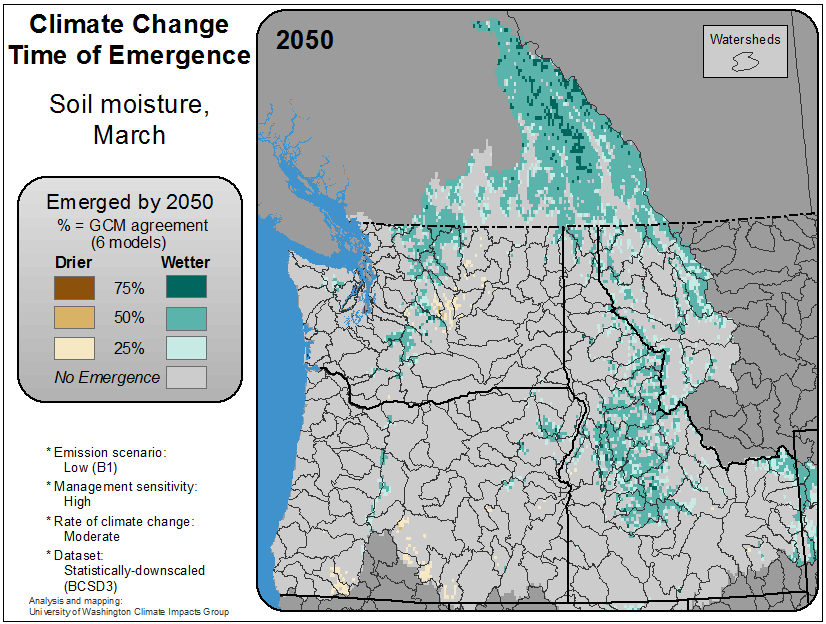 Climate Change
Time of Emergence
Soil moisture,
March
Emerged by 2050
% = GCM agreement
(6 models)
Drier Wetter
75%
50%
25%
No Emergence
* Emission scenario:
Low (B1)
* Management sensitivity:
High
* Rate of climate change:
Moderate
* Dataset:
Statistically-downscaled
(BCSD3)
Analysis and mapping:
University of Washington Climate Impacts Group
2050
Watersheds